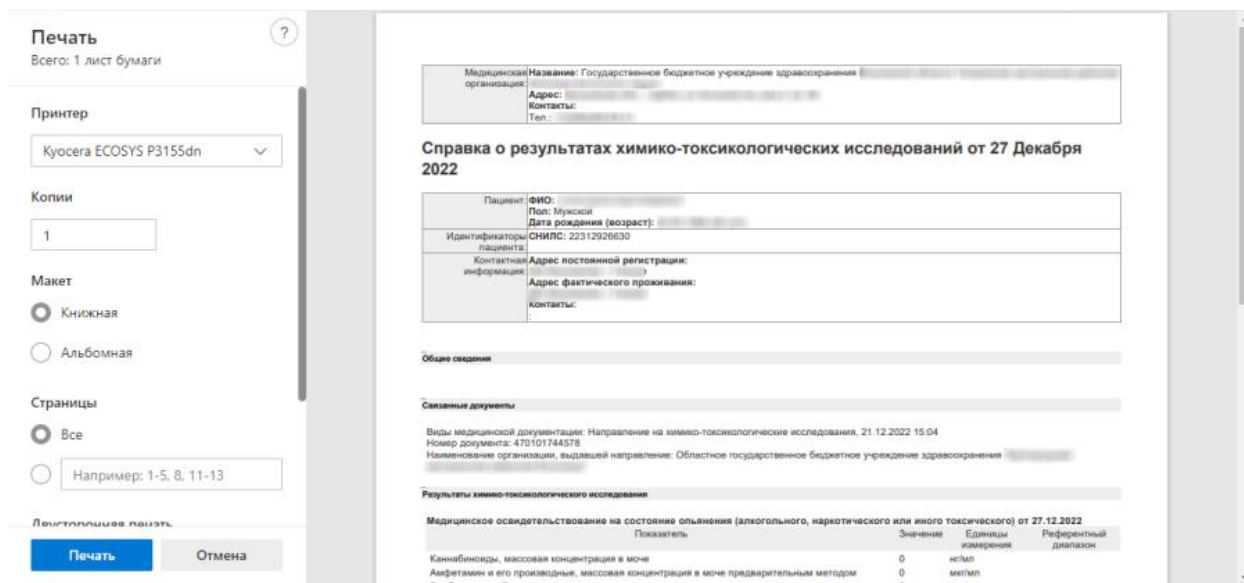 Печать
?
Всего: 1 лист бумаги
Принтер
Kyocera ECOSYS P3155dn
Копии
1
Макет
Книжная
Альбомная
Страницы
Все
Например: 1-5, 8, 11-13
Двусторонняя печать
Печать
Отмена
Медицинская организация:
Название: Государственное бюджетное учреждение здравоохранения
Адрес:
Контакты:
Тел.:
Справка о результатах химико-токсикологических исследований от 27 Декабря
2022
Пациент:
ФИО:
Пол: Мужской
Дата рождения (возраст):
Идентификаторы пациента:
СНИЛС: 22312926630
Контактная информация:
Адрес постоянной регистрации:
Адрес фактического проживания:
Контакты:
:
Общие сведения
Связанные документы
Виды медицинской документации: Направление на химико-токсикологические исследования, 21.12.2022 15:04
Номер документа: 470101744578
Наименование организации, выдавшей направление: Областное государственное бюджетное учреждение здравоохранения
Результаты химико-токсикологического исследования
Медицинское освидетельствование на состояние опьянения (алкогольного, наркотического или иного токсического) от 27.12.2022
Показатель Значение Единицы измерения Референтный диапазон
Каннабиноиды, массовая концентрация в моче 0 нг/мл
Амфетамин и его производные, массовая концентрация в моче предварительным методом 0 мкг/мл